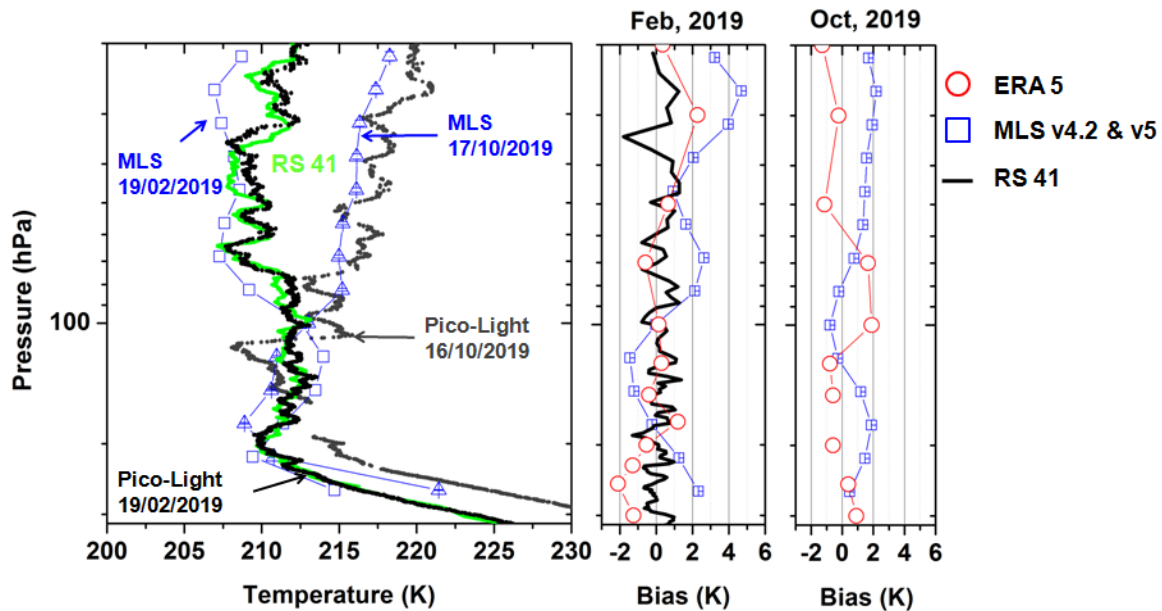 Feb, 2019
Oct, 2019
MLS
17/10/2019
MLS
19/02/2019
RS 41
Pico-Light
16/10/2019
Pico-Light
19/02/2019
Pressure (hPa)
100
200 205 210 215 220 225 230
Temperature (K)
-2 0 2 4 6
Bias (K)
-2 0 2 4 6
Bias (K)
ERA 5
MLS v4.2 & v5
RS 41